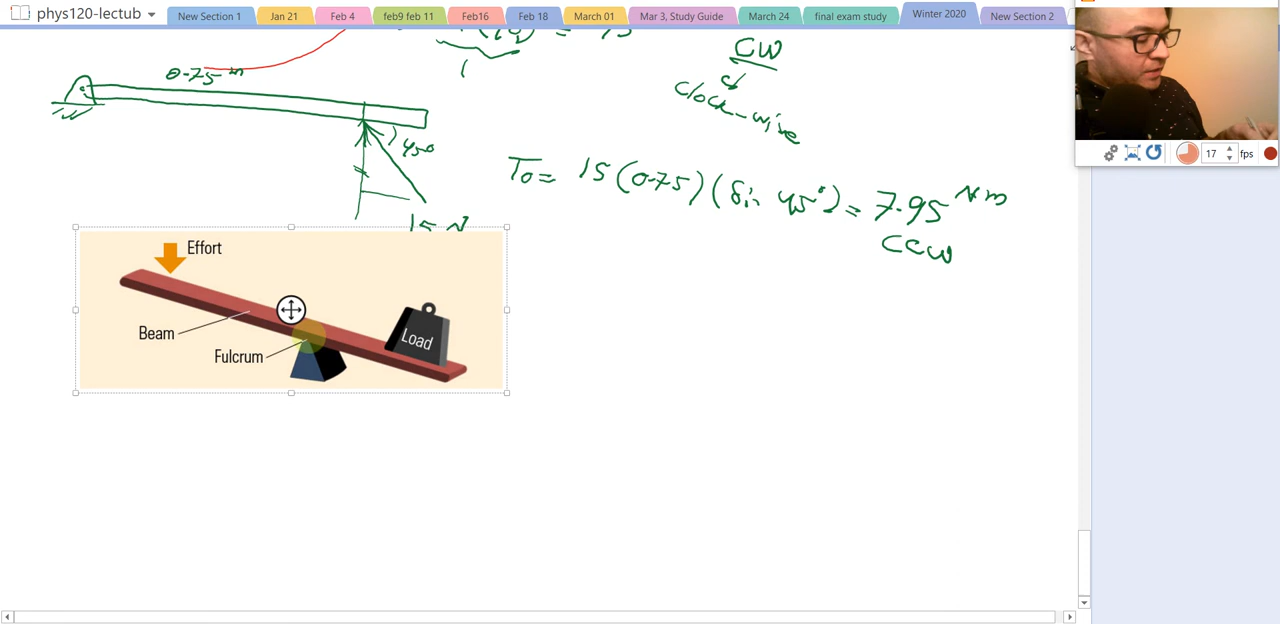 phys120-lectub
New Section 1
Jan 21
Feb 4
feb9 feb 11
Feb16
Feb 18
March 01
Mar 3, Study Guide
March 24
final exam study
Winter 2020
New Section 2
CW
clock-wise
0.75 m
45°
15 N
To = 15 (0.75) (Sin 45°) = 7.95 Nm
CCW
Effort
Beam
Fulcrum
Load
17 fps